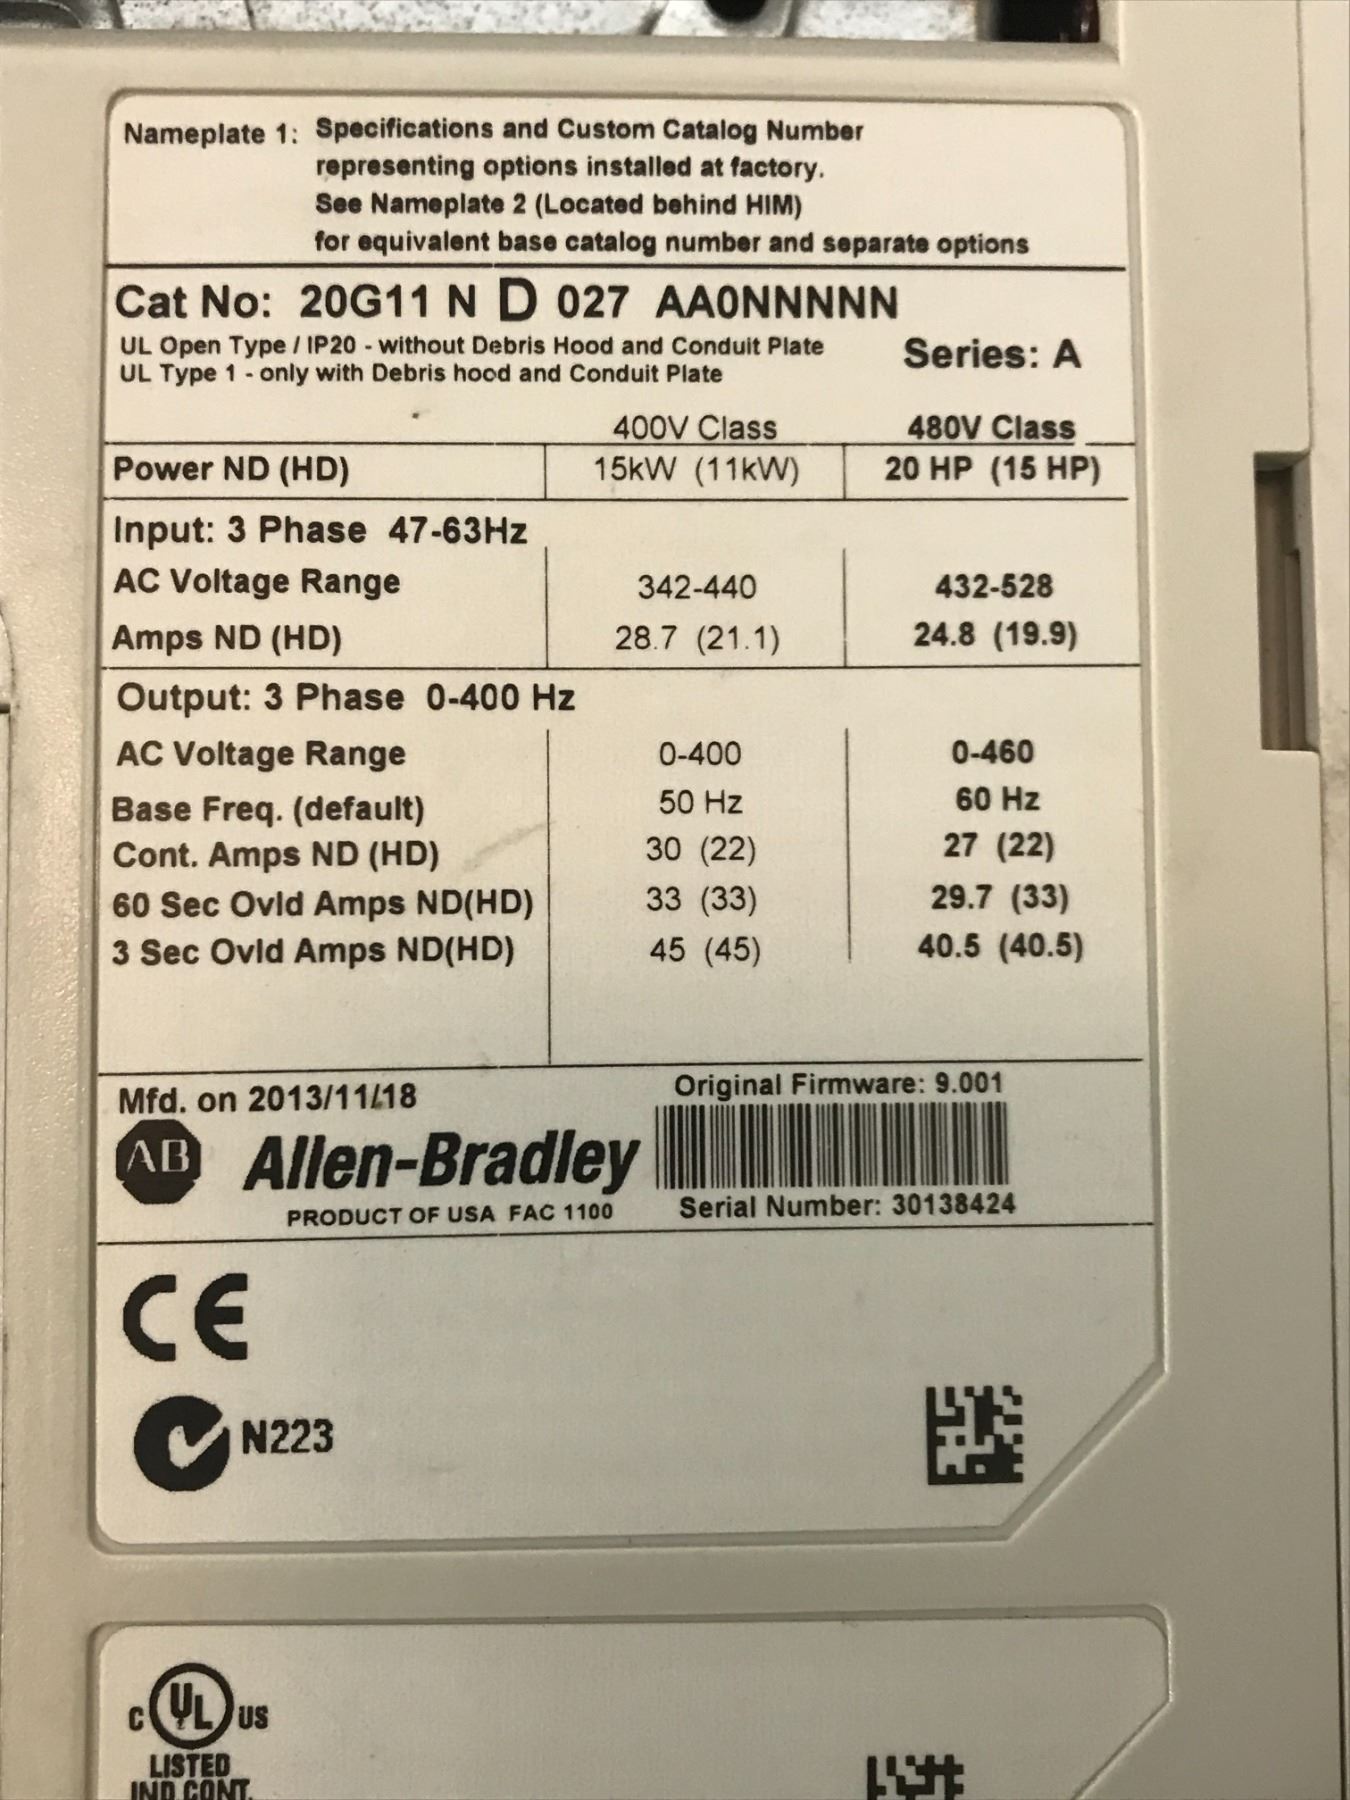 Nameplate 1: Specifications and Custom Catalog Number
representing options installed at factory.
See Nameplate 2 (Located behind HIM)
for equivalent base catalog number and separate options
Cat No: 20G11 N D 027 AA0NNNNN
UL Open Type / IP20 - without Debris Hood and Conduit Plate
UL Type 1 - only with Debris hood and Conduit Plate
Series: A
400V Class 480V Class
Power ND (HD) 15kW (11kW) 20 HP (15 HP)
Input: 3 Phase 47-63Hz
AC Voltage Range 342-440 432-528
Amps ND (HD) 28.7 (21.1) 24.8 (19.9)
Output: 3 Phase 0-400 Hz
AC Voltage Range 0-400 0-460
Base Freq. (default) 50 Hz 60 Hz
Cont. Amps ND (HD) 30 (22) 27 (22)
60 Sec Ovld Amps ND(HD) 33 (33) 29.7 (33)
3 Sec Ovld Amps ND(HD) 45 (45) 40.5 (40.5)
Mfd. on 2013/11/18 Original Firmware: 9.001
AB Allen-Bradley
PRODUCT OF USA FAC 1100 Serial Number: 30138424
CE
N223
C UL US
LISTED
IND.CONT.